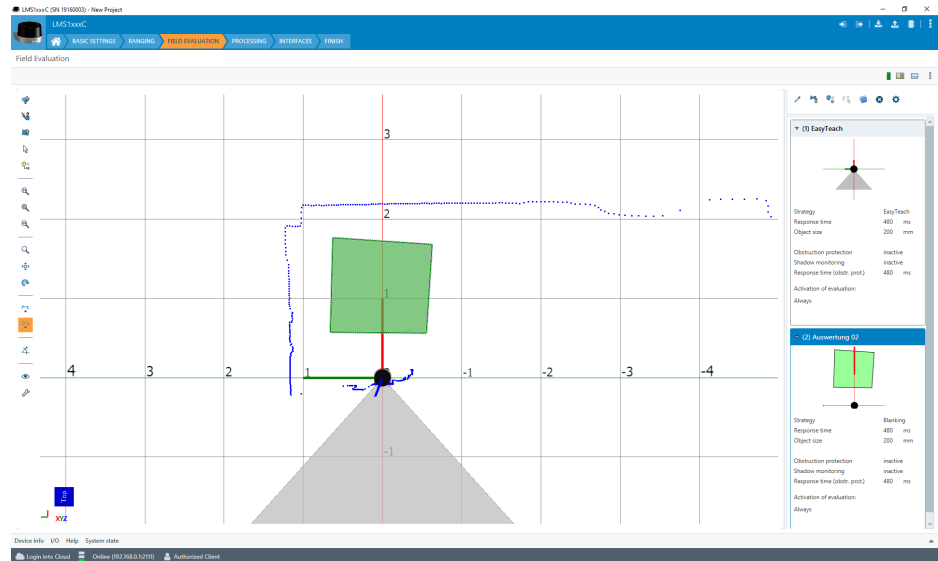 LMS1xxxC (SN 19160003) - New Project
LMS1xxxC
BASIC SETTINGS
RANGING
FIELD EVALUATION
PROCESSING
INTERFACES
FINISH
Field Evaluation
3
2
1
4 3 2 1 -1 -2 -3 -4
-1
Top
XYZ
(1) EasyTeach
Strategy EasyTeach
Response time 480 ms
Object size 200 mm
Obstruction protection inactive
Shadow monitoring inactive
Response time (obstr. prot.) 480 ms
Activation of evaluation:
Always
(2) Auswertung 02
Strategy Blanking
Response time 480 ms
Object size 200 mm
Obstruction protection inactive
Shadow monitoring inactive
Response time (obstr. prot.) 480 ms
Activation of evaluation:
Always
Device info I/O Help System state
Login into Cloud Online (192.168.0.1:2111) Authorized Client